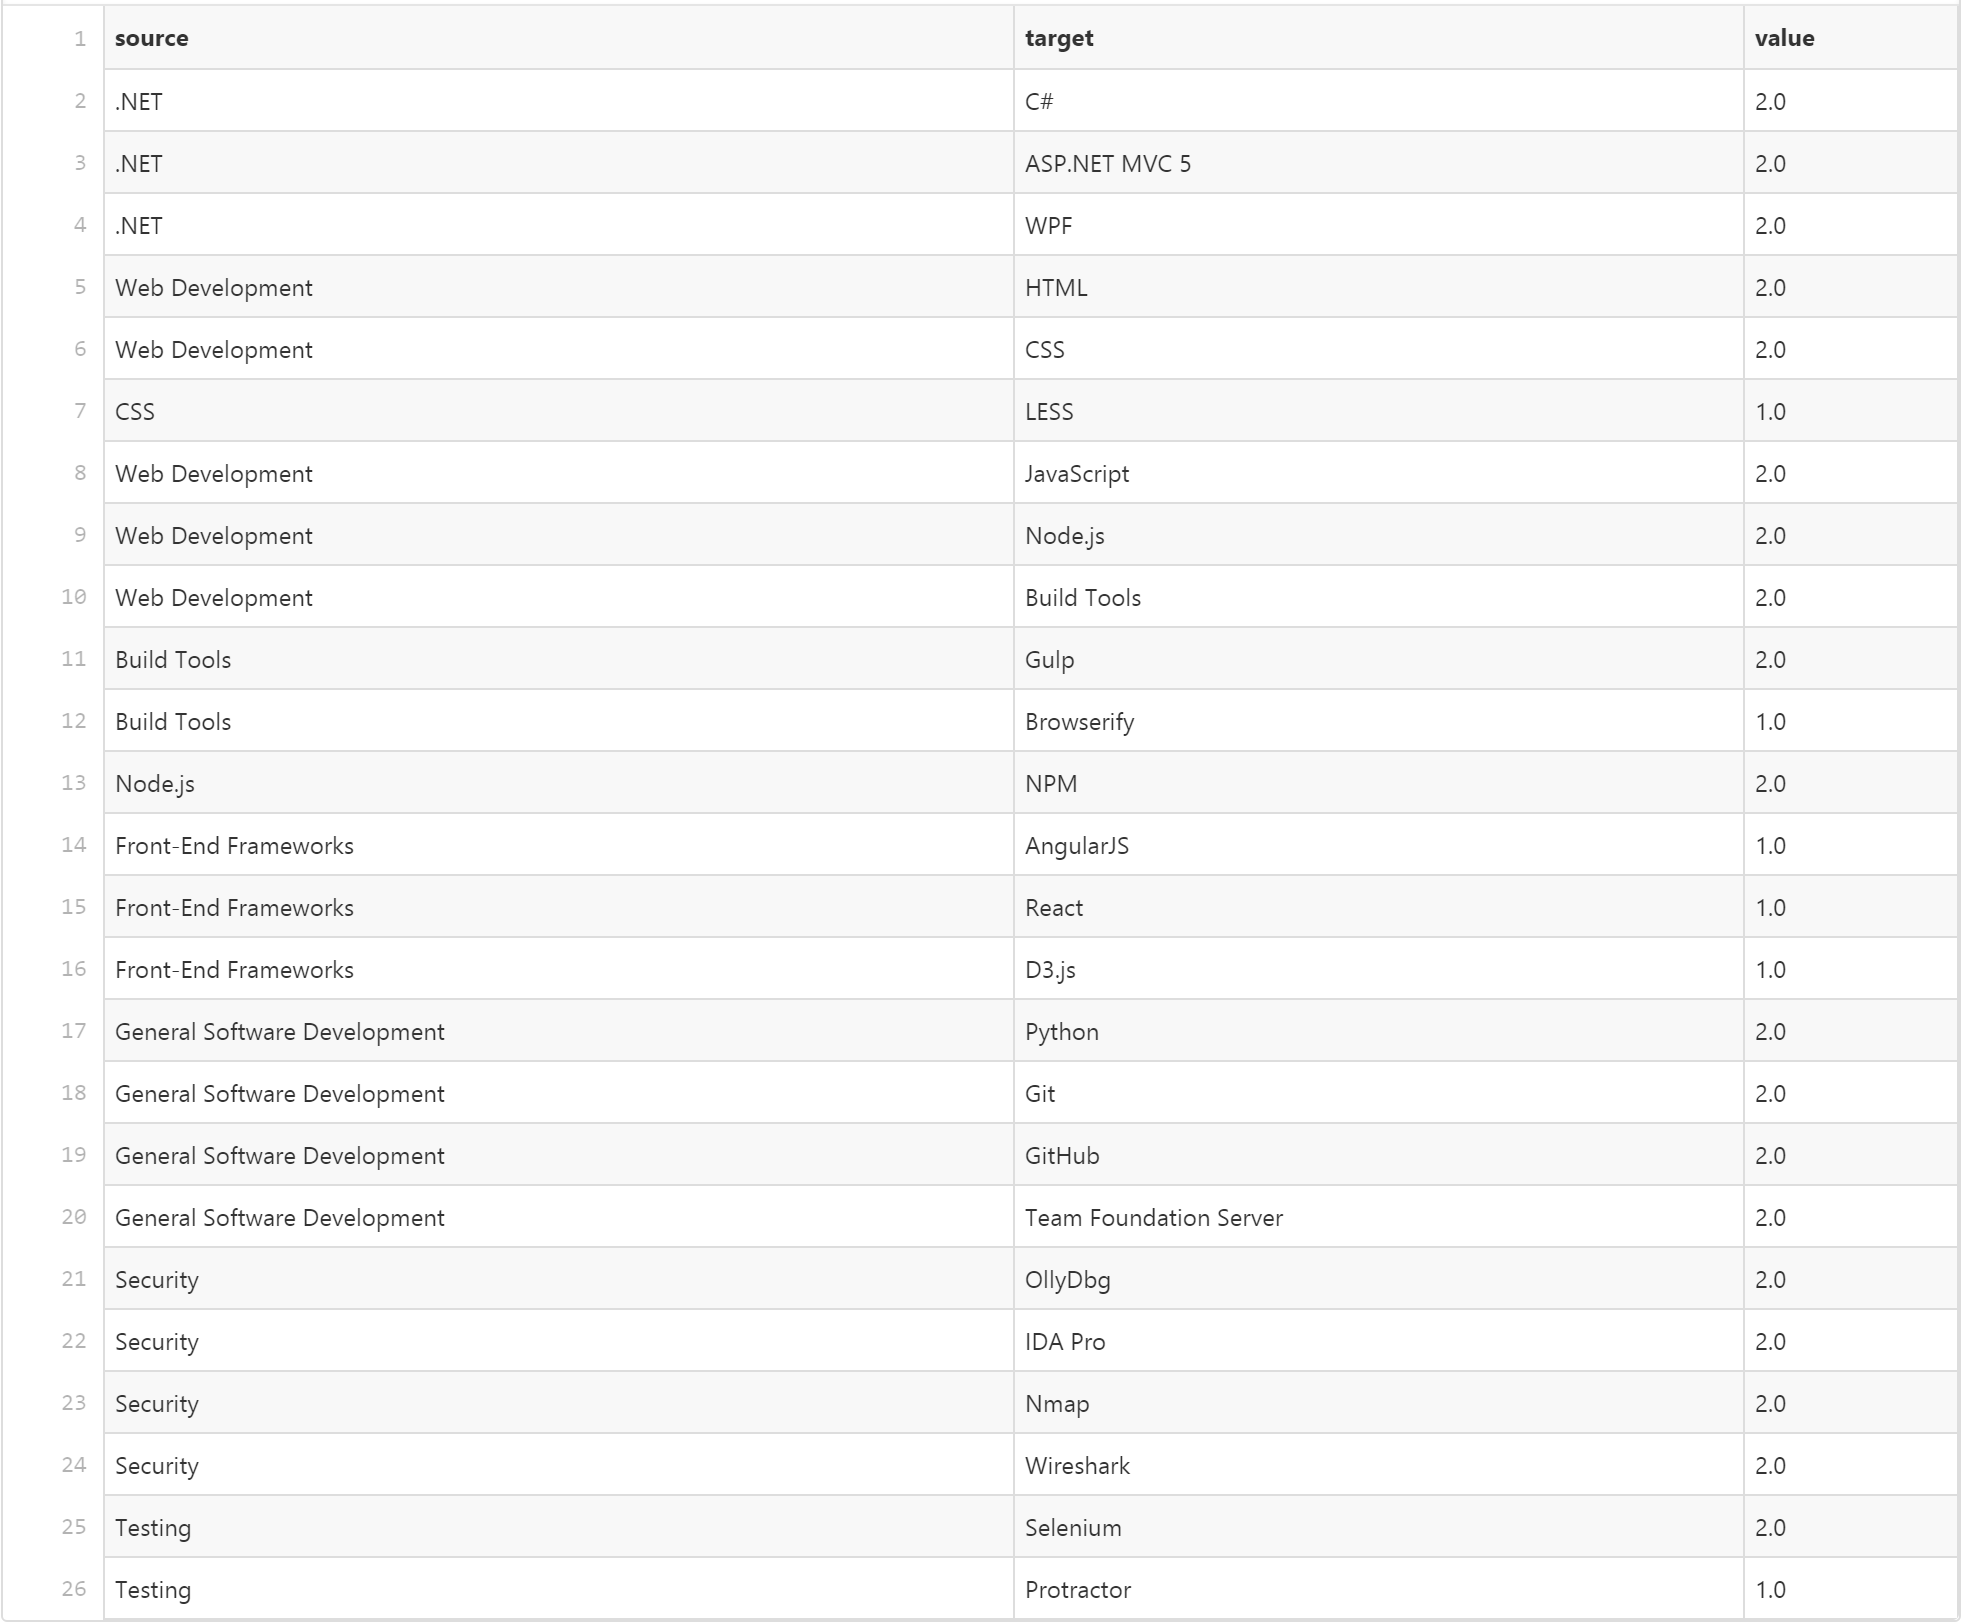 1 source target value
2 .NET C# 2.0
3 .NET ASP.NET MVC 5 2.0
4 .NET WPF 2.0
5 Web Development HTML 2.0
6 Web Development CSS 2.0
7 CSS LESS 1.0
8 Web Development JavaScript 2.0
9 Web Development Node.js 2.0
10 Web Development Build Tools 2.0
11 Build Tools Gulp 2.0
12 Build Tools Browserify 1.0
13 Node.js NPM 2.0
14 Front-End Frameworks AngularJS 1.0
15 Front-End Frameworks React 1.0
16 Front-End Frameworks D3.js 1.0
17 General Software Development Python 2.0
18 General Software Development Git 2.0
19 General Software Development GitHub 2.0
20 General Software Development Team Foundation Server 2.0
21 Security OllyDbg 2.0
22 Security IDA Pro 2.0
23 Security Nmap 2.0
24 Security Wireshark 2.0
25 Testing Selenium 2.0
26 Testing Protractor 1.0